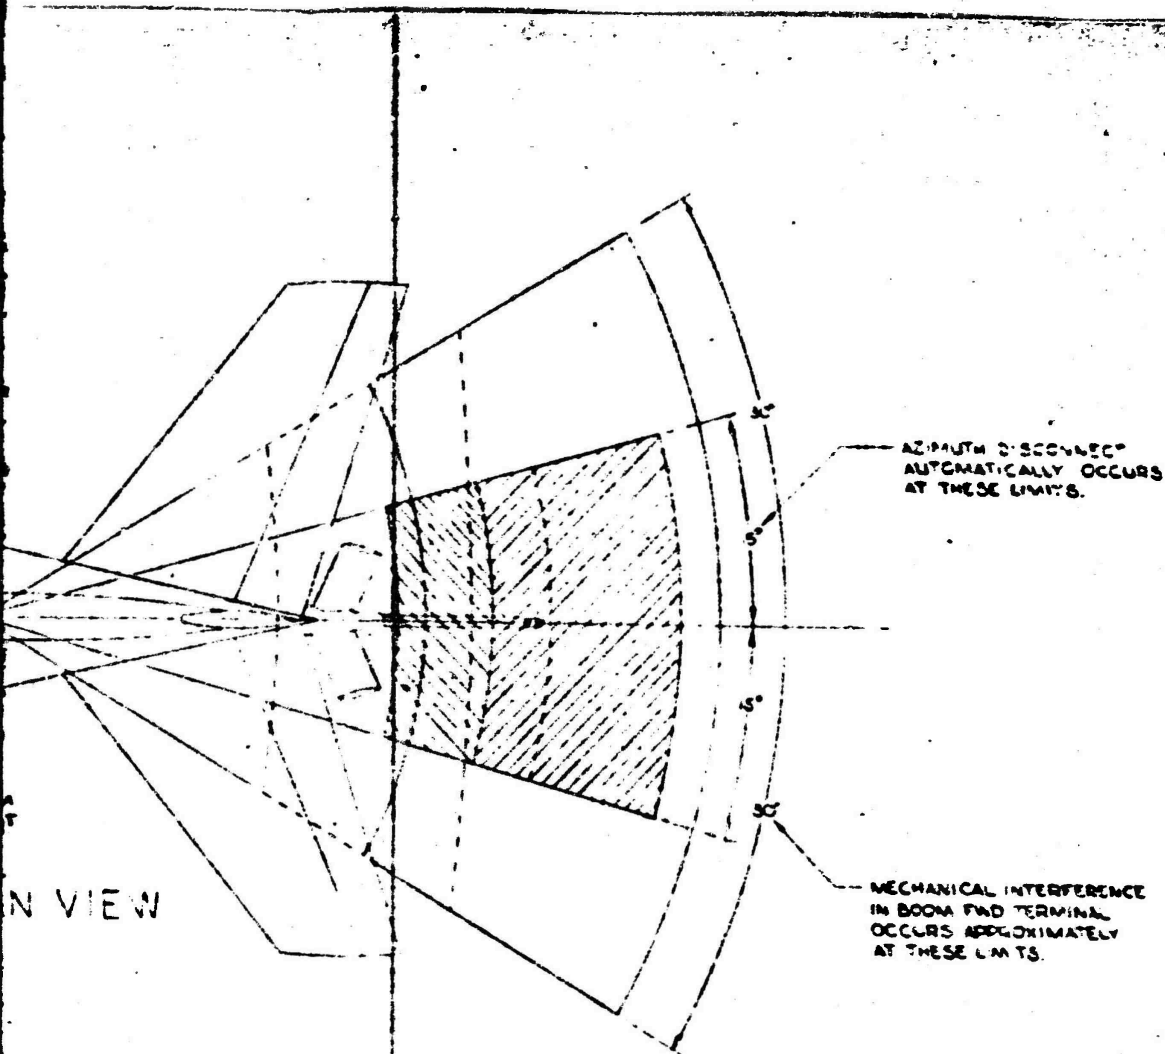 30°
AZIMUTH DISCONNECT
AUTOMATICALLY OCCURS
AT THESE LIMITS.
15°
15°
30°
N VIEW
MECHANICAL INTERFERENCE
IN BOOM FWD TERMINAL
OCCURS APPROXIMATELY
AT THESE LIMITS.